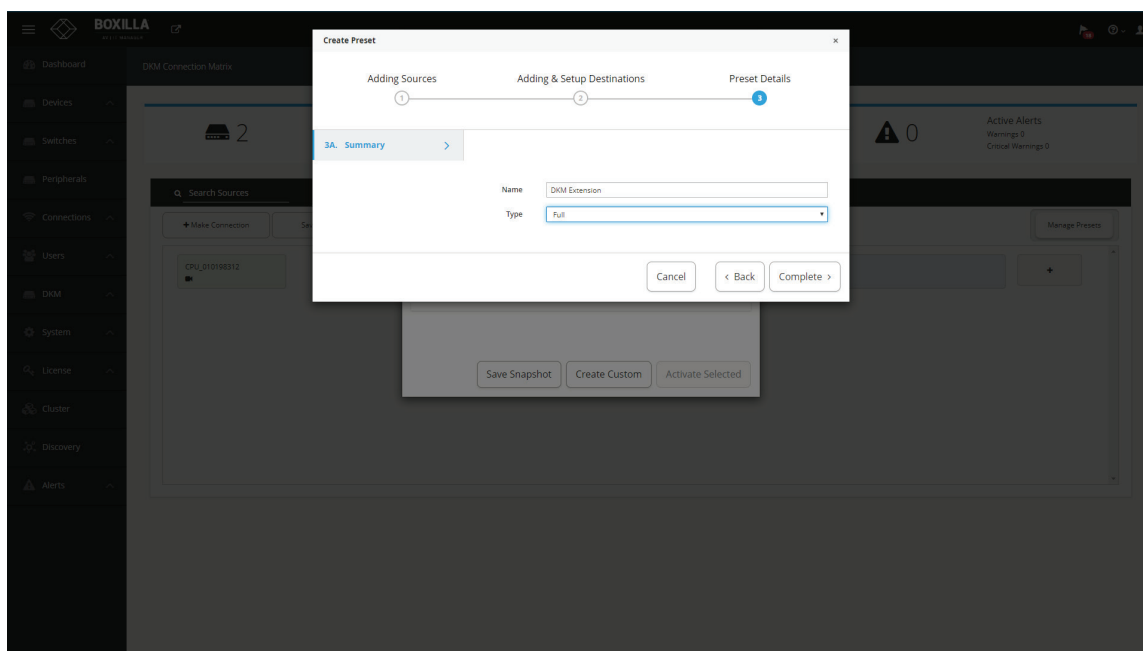 BOXILLA
Create Preset
×
Adding Sources
Adding & Setup Destinations
Preset Details
1
2
3
3A. Summary
Name
DKM Extension
Type
Full
Cancel
Back
Complete
Save Snapshot
Create Custom
Activate Selected
Dashboard
Devices
Switches
Peripherals
Connections
Users
DKM
System
License
Cluster
Discovery
Alerts
DKM Connection Matrix
2
0
Active Alerts
Warnings 0
Critical Warnings 0
Search Sources
+ Make Connection
Manage Presets
CPU_010168312
+